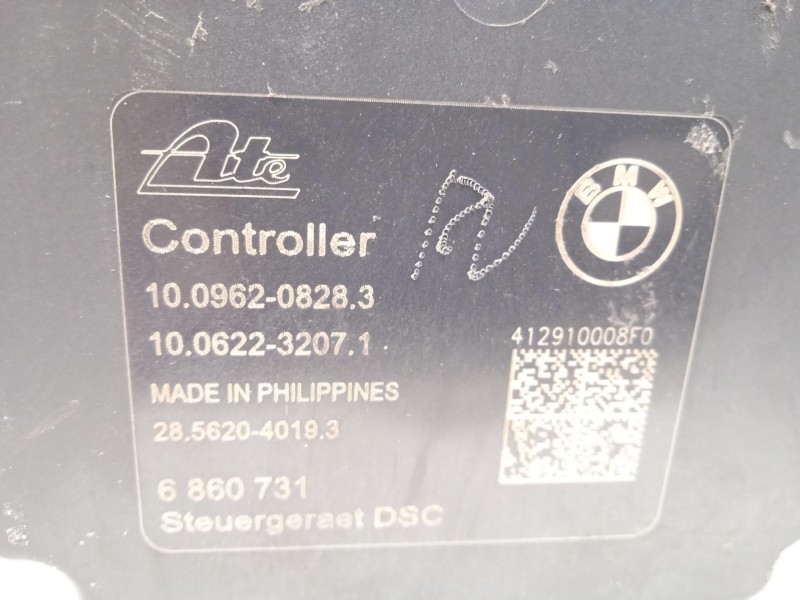 Ate
Controller
R
BMW
10.0962-0828.3
10.0622-3207.1
412910008F0
MADE IN PHILIPPINES
28.5620-4019.3
6 860 731
Steuergeraet DSC